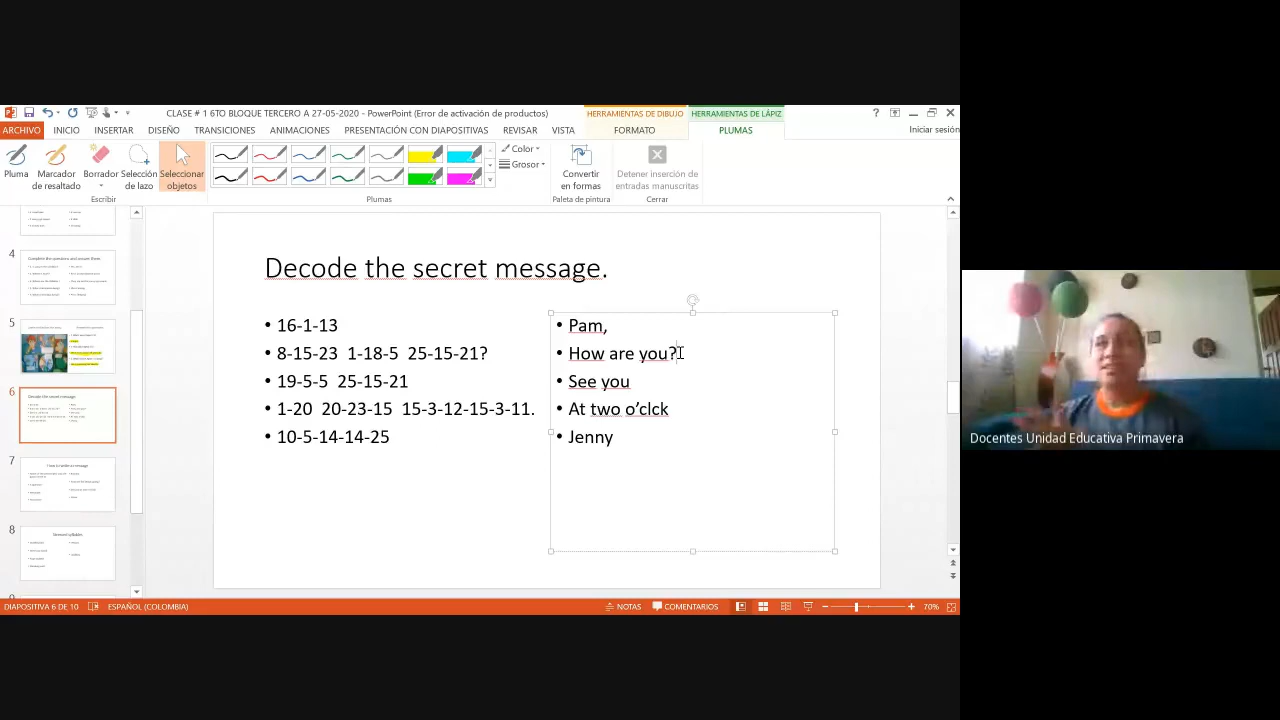 CLASE # 1 6TO BLOQUE TERCERO A 27-05-2020 - PowerPoint (Error de activación de productos)
HERRAMIENTAS DE DIBUJO
HERRAMIENTAS DE LÁPIZ
ARCHIVO INICIO INSERTAR DISEÑO TRANSICIONES ANIMACIONES PRESENTACIÓN CON DIAPOSITIVAS REVISAR VISTA FORMATO PLUMAS Iniciar sesión
Pluma
Marcador de resaltado
Borrador
Selección de lazo
Seleccionar objetos
Escribir
Plumas
Color
Grosor
Convertir en formas
Paleta de pintura
Detener inserción de entradas manuscritas
Cerrar
4
5
6
7
8
Decode the secret message.
• 16-1-13
• 8-15-23 1-18-5 25-15-21?
• 19-5-5 25-15-21
• 1-20 20-23-15 15-3-12-15-3-11.
• 10-5-14-14-25
• Pam,
• How are you?
• See you
• At two o'clck
• Jenny
Docentes Unidad Educativa Primavera
DIAPOSITIVA 6 DE 10 ESPAÑOL (COLOMBIA) NOTAS COMENTARIOS 70%